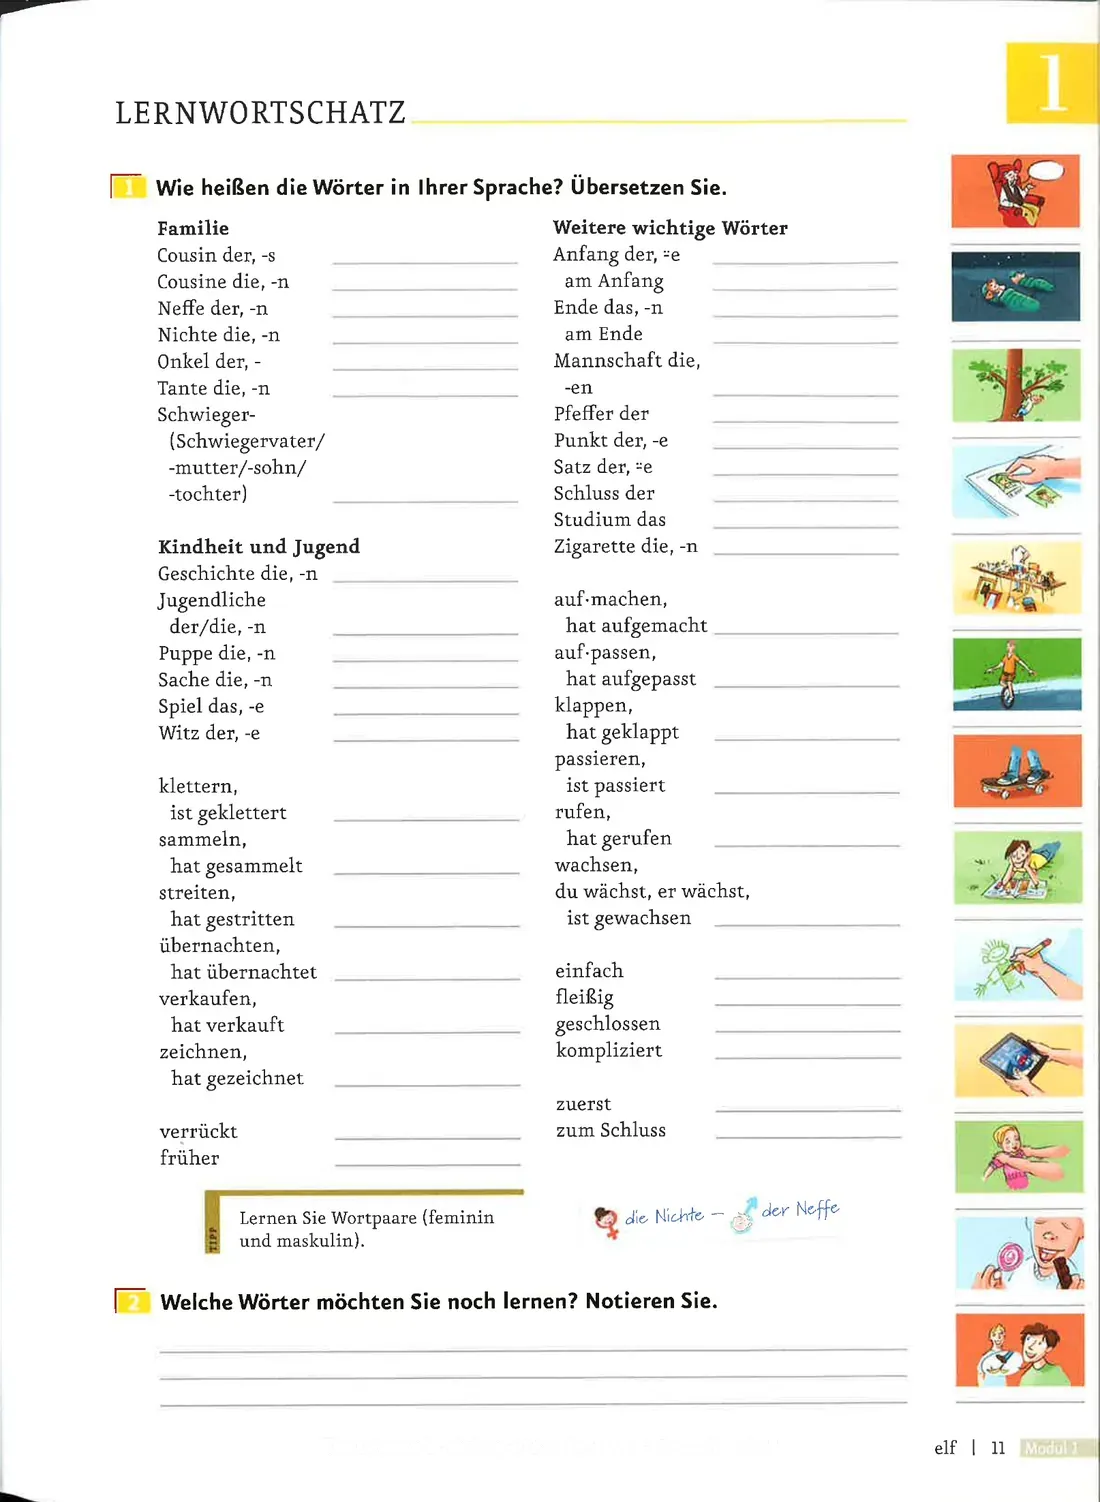 1
LERNWORTSCHATZ
1 Wie heißen die Wörter in Ihrer Sprache? Übersetzen Sie.
Familie
Cousin der, -s
Cousine die, -n
Neffe der, -n
Nichte die, -n
Onkel der, -
Tante die, -n
Schwieger-
(Schwiegervater/
-mutter/-sohn/
-tochter)
Kindheit und Jugend
Geschichte die, -n
Jugendliche
der/die, -n
Puppe die, -n
Sache die, -n
Spiel das, -e
Witz der, -e
klettern,
ist geklettert
sammeln,
hat gesammelt
streiten,
hat gestritten
übernachten,
hat übernachtet
verkaufen,
hat verkauft
zeichnen,
hat gezeichnet
verrückt
früher
Weitere wichtige Wörter
Anfang der, ⸚e
am Anfang
Ende das, -n
am Ende
Mannschaft die,
-en
Pfeffer der
Punkt der, -e
Satz der, ⸚e
Schluss der
Studium das
Zigarette die, -n
auf·machen,
hat aufgemacht
auf·passen,
hat aufgepasst
klappen,
hat geklappt
passieren,
ist passiert
rufen,
hat gerufen
wachsen,
du wächst, er wächst,
ist gewachsen
einfach
fleißig
geschlossen
kompliziert
zuerst
zum Schluss
TIPP
Lernen Sie Wortpaare (feminin
und maskulin).
die Nichte – der Neffe
2 Welche Wörter möchten Sie noch lernen? Notieren Sie.
elf | 11 Modul 1